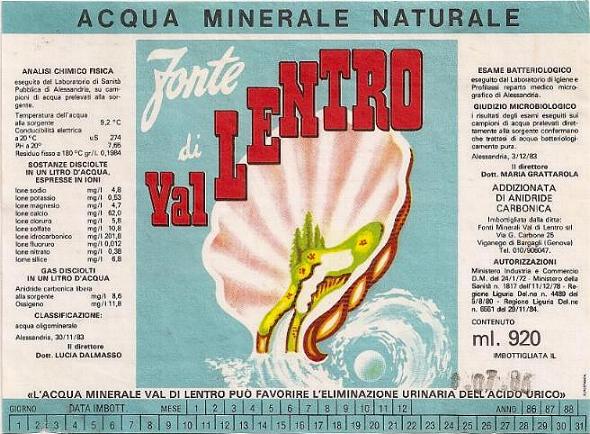 ACQUA MINERALE NATURALE
ANALISI CHIMICO FISICA
eseguita dal Laboratorio di Sanità
Pubblica di Alessandria, su cam-
pioni di acqua prelevati alla sor-
gente.
Temperatura dell'acqua
alla sorgente 9,2 °C
Conducibilità elettrica
a 20 °C uS 274
PH a 20° 7,66
Residuo fisso a 180 °C gr/l. 0,1984
SOSTANZE DISCIOLTE
IN UN LITRO D'ACQUA,
ESPRESSE IN IONI
Ione sodio mg/l 4,8
Ione potassio mg/l 0,53
Ione magnesio mg/l 4,7
Ione calcio mg/l 62,0
Ione cloruro mg/l 5,8
Ione solfato mg/l 10,8
Ione idrocarbonato mg/l 201,8
Ione fluoruro mg/l 0,012
Ione nitrato mg/l 0,38
Ione silice mg/l 6,8
GAS DISCIOLTI
IN UN LITRO D'ACQUA
Anidride carbonica libera
alla sorgente mg/l 8,6
Ossigeno mg/l 11,8
CLASSIFICAZIONE:
acqua oligominerale
Alessandria, 30/11/83
Il direttore
Dott. LUCIA DALMASSO
Fonte
di
Val LENTRO
ESAME BATTERIOLOGICO
eseguito dal Laboratorio di Igiene e
Profilassi reparto medico micro-
grafico di Alessandria.
GIUDIZIO MICROBIOLOGICO
i risultati degli esami eseguiti sui
campioni di acqua prelevati diret-
tamente alla sorgente confermano
che trattasi di acqua batteriologi-
camente pura.
Alessandria, 3/12/83
Il direttore
Dott. MARIA GRATTAROLA
ADDIZIONATA
DI ANIDRIDE
CARBONICA
Imbottigliata dalla ditta:
Fonti Minerali Val di Lentro srl
Via G. Carbone 25
Viganego di Bargagli (Genova)
Tel. 010/906047.
AUTORIZZAZIONI
Ministero Industria e Commercio
D.M. del 24/1/72 - Ministero della
Sanità n. 1817 dell'11/12/78 - Re-
gione Liguria Del.ne n. 4489 del
5/8/80 - Regione Liguria Del.ne
n. 6561 del 29/11/84.
CONTENUTO
ml. 920
IMBOTTIGLIATA IL
«L'ACQUA MINERALE VAL DI LENTRO PUÒ FAVORIRE L'ELIMINAZIONE URINARIA DELL'ACIDO URICO»
GIORNO DATA IMBOTT. MESE 1 2 3 4 5 6 7 8 9 10 11 12 ANNO 86 87 88
1 2 3 4 5 6 7 8 9 10 11 12 13 14 15 16 17 18 19 20 21 22 23 24 25 26 27 28 29 30 31